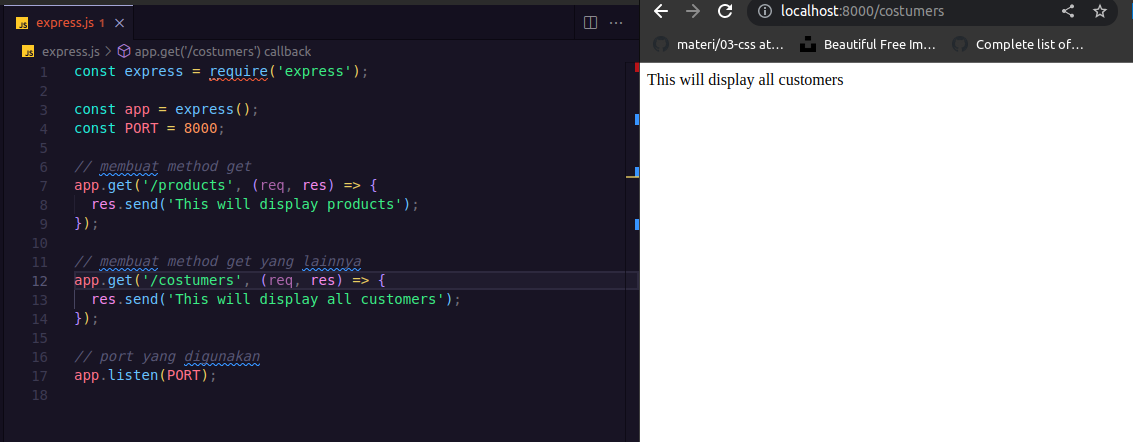 express.js 1
express.js > app.get('/costumers') callback
1 const express = require('express');
2
3 const app = express();
4 const PORT = 8000;
5
6 // membuat method get
7 app.get('/products', (req, res) => {
8 res.send('This will display products');
9 });
10
11 // membuat method get yang lainnya
12 app.get('/costumers', (req, res) => {
13 res.send('This will display all customers');
14 });
15
16 // port yang digunakan
17 app.listen(PORT);
18
localhost:8000/costumers
materi/03-css at... Beautiful Free Im... Complete list of...
This will display all customers